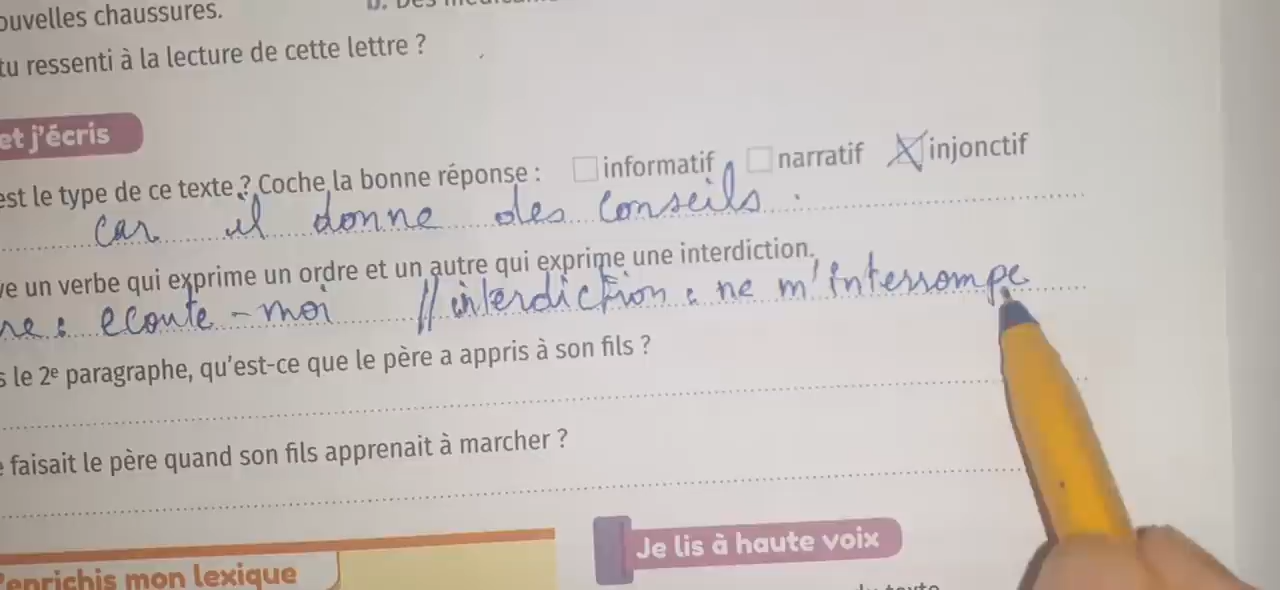 ouvelles chaussures.
tu ressenti à la lecture de cette lettre ?
et j'écris
est le type de ce texte ? Coche la bonne réponse : informatif narratif injonctif
car il donne des conseils .
ve un verbe qui exprime un ordre et un autre qui exprime une interdiction.
re : ecoute - moi // interdiction : ne m'interrompe
s le 2e paragraphe, qu'est-ce que le père a appris à son fils ?
e faisait le père quand son fils apprenait à marcher ?
Je lis à haute voix
'enrichis mon lexique